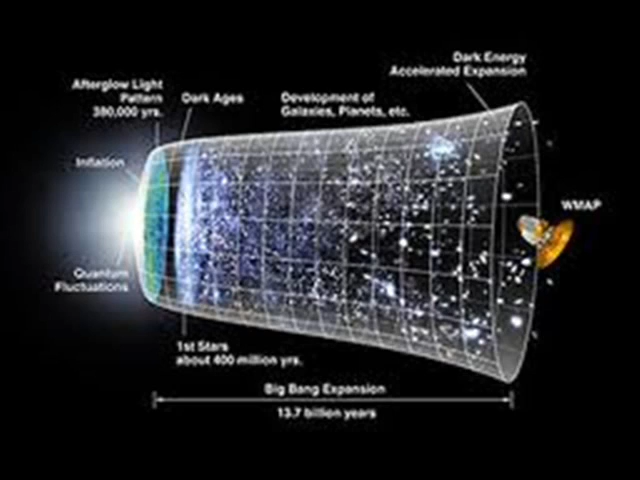 Dark Energy
Accelerated Expansion
Afterglow Light
Pattern
380,000 yrs.
Dark Ages
Development of
Galaxies, Planets, etc.
Inflation
WMAP
Quantum
Fluctuations
1st Stars
about 400 million yrs.
Big Bang Expansion
13.7 billion years